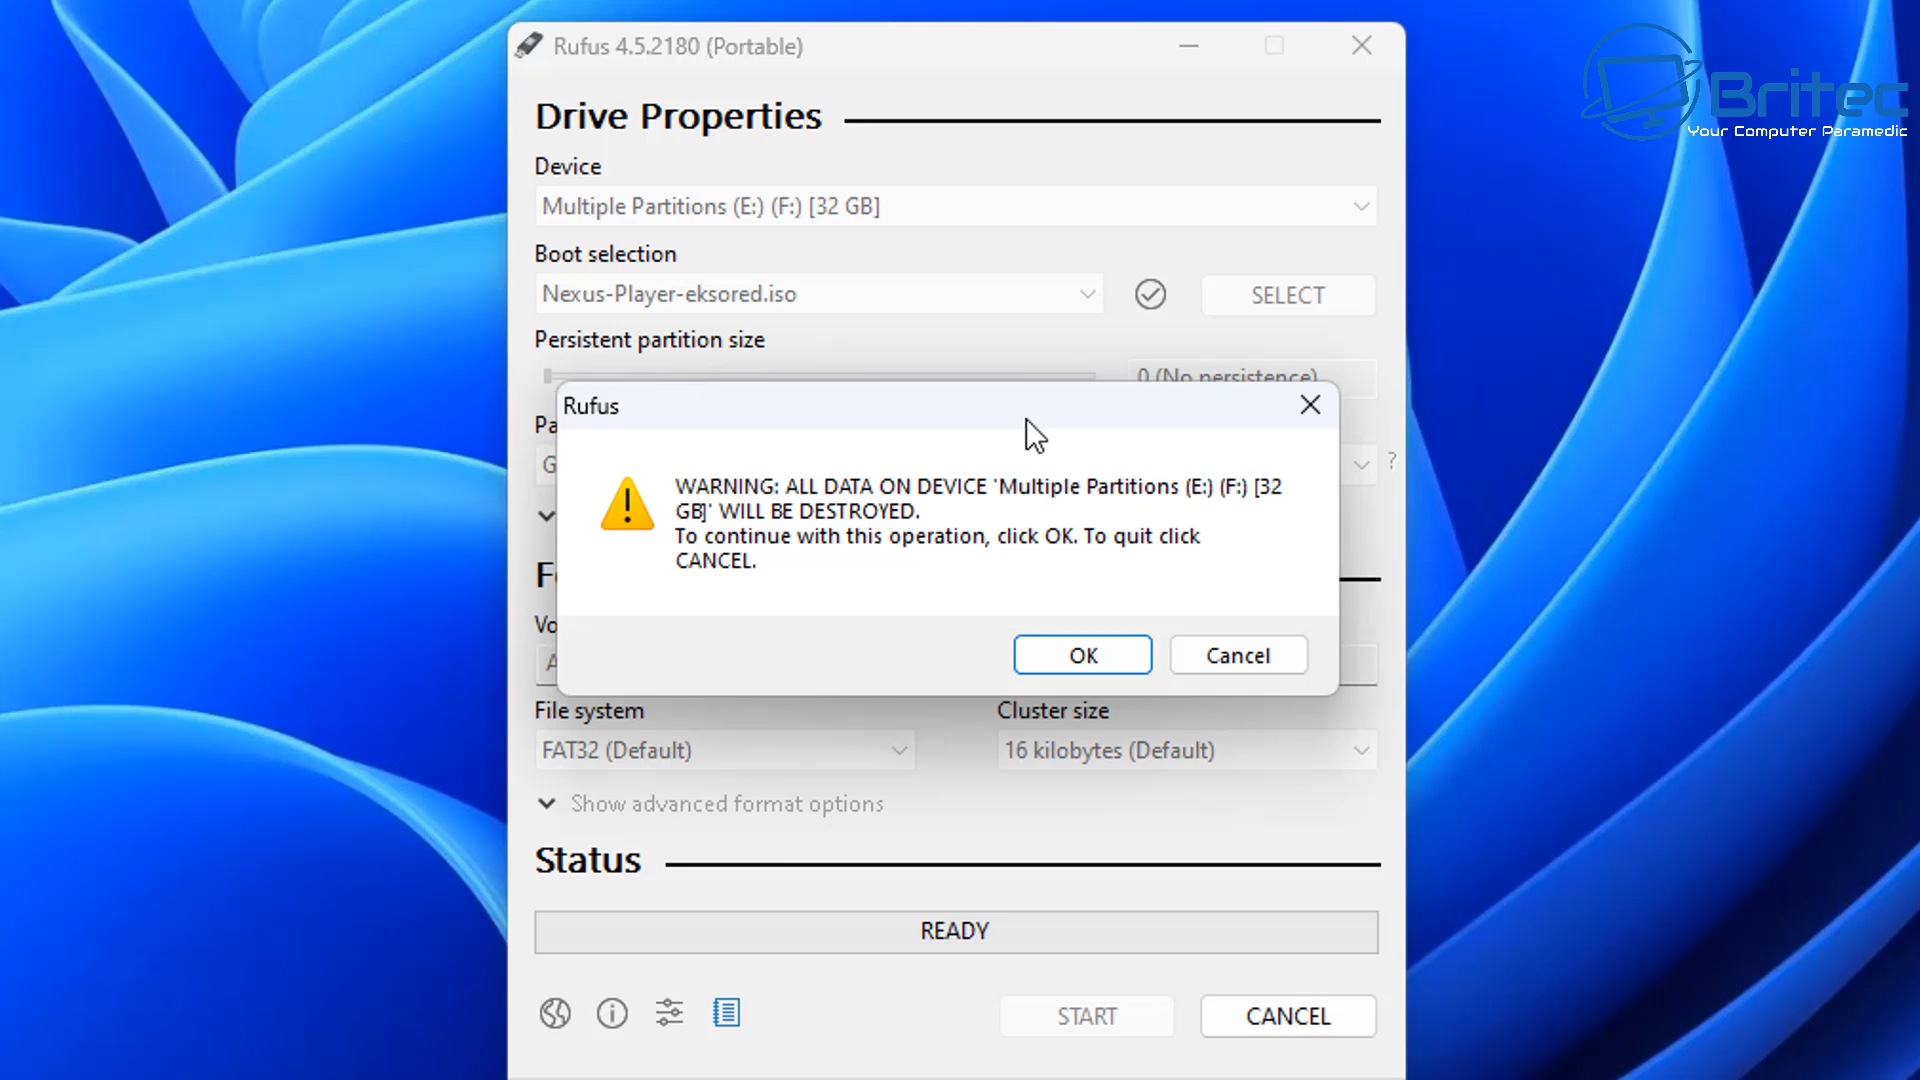 Rufus 4.5.2180 (Portable)
Britec
Your Computer Paramedic
Drive Properties
Device
Multiple Partitions (E:) (F:) [32 GB]
Boot selection
Nexus-Player-eksored.iso
SELECT
Persistent partition size
0 (No persistence)
Pa
G
?
Rufus
WARNING: ALL DATA ON DEVICE 'Multiple Partitions (E:) (F:) [32
GB]' WILL BE DESTROYED.
To continue with this operation, click OK. To quit click
CANCEL.
OK
Cancel
Fo
Vo
A
File system
Cluster size
FAT32 (Default)
16 kilobytes (Default)
Show advanced format options
Status
READY
START
CANCEL